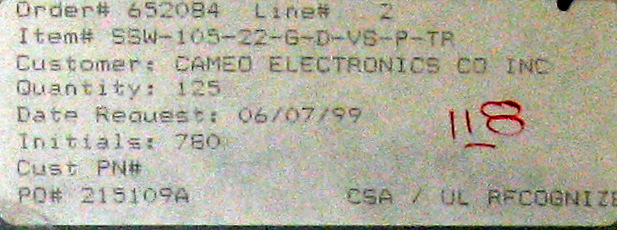 Order# 652084 Line# 2
Item# SSW-105-22-G-D-VS-P-TR
Customer: CAMEO ELECTRONICS CO INC
Quantity: 125
Date Request: 06/07/99
118
Initials: 780
Cust PN#
PO# 215109A CSA / UL RECOGNIZE